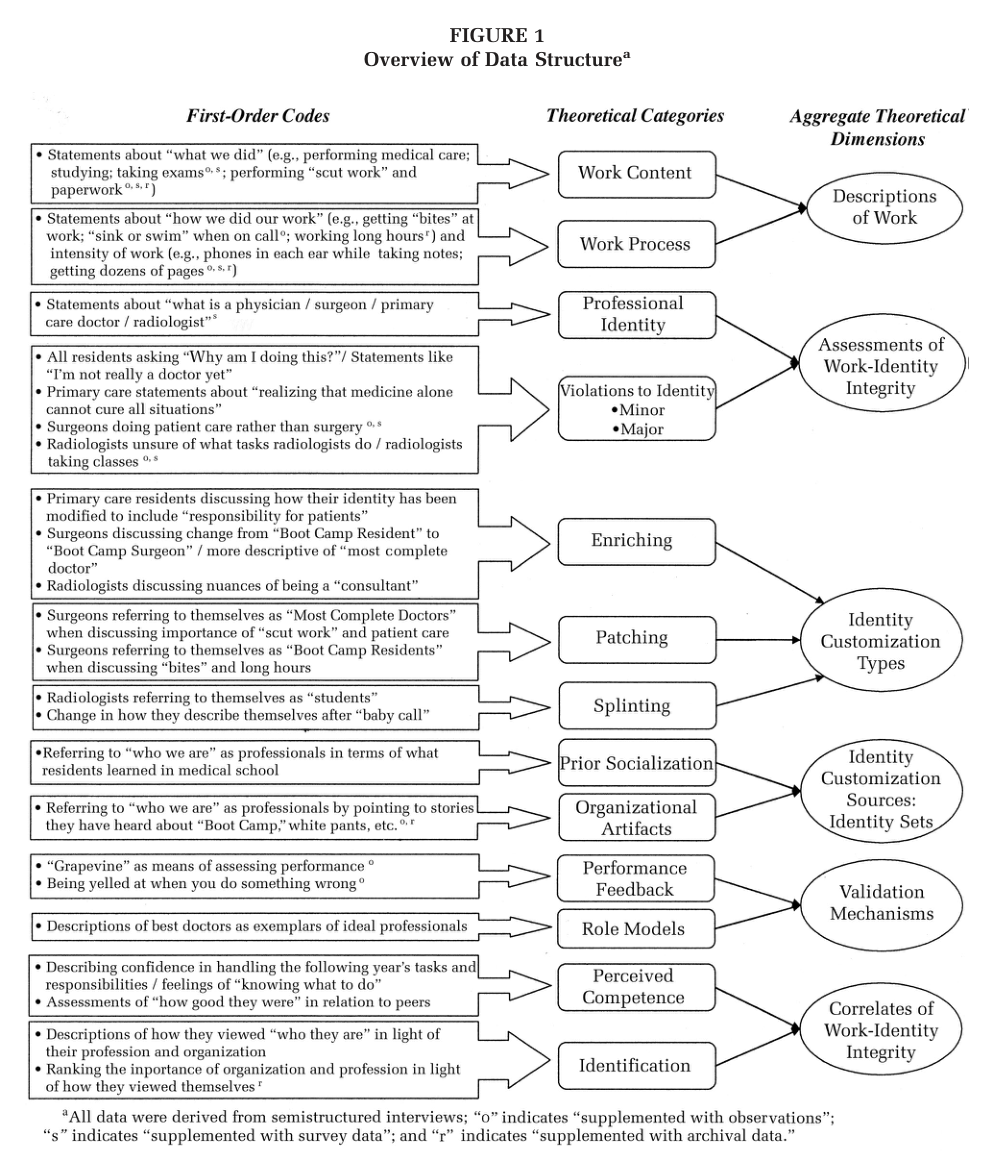 FIGURE 1
Overview of Data Structureª
First-Order Codes
Theoretical Categories
Aggregate Theoretical
Dimensions
• Statements about “what we did” (e.g., performing medical care;
studying; taking exams o, s; performing “scut work” and
paperwork o, s, r)
Work Content
• Statements about “how we did our work” (e.g., getting “bites” at
work; “sink or swim” when on call o; working long hours r) and
intensity of work (e.g., phones in each ear while taking notes;
getting dozens of pages o, s, r)
Work Process
Descriptions
of Work
• Statements about “what is a physician / surgeon / primary
care doctor / radiologist” s
Professional
Identity
• All residents asking “Why am I doing this?”/ Statements like
“I’m not really a doctor yet”
• Primary care statements about “realizing that medicine alone
cannot cure all situations”
• Surgeons doing patient care rather than surgery o, s
• Radiologists unsure of what tasks radiologists do / radiologists
taking classes o, s
Violations to Identity
•Minor
•Major
Assessments of
Work-Identity
Integrity
• Primary care residents discussing how their identity has been
modified to include “responsibility for patients”
• Surgeons discussing change from “Boot Camp Resident” to
“Boot Camp Surgeon” / more descriptive of “most complete
doctor”
• Radiologists discussing nuances of being a “consultant”
Enriching
• Surgeons referring to themselves as “Most Complete Doctors”
when discussing importance of “scut work” and patient care
• Surgeons referring to themselves as “Boot Camp Residents”
when discussing “bites” and long hours
Patching
• Radiologists referring to themselves as “students”
• Change in how they describe themselves after “baby call”
Splinting
Identity
Customization
Types
•Referring to “who we are” as professionals in terms of what
residents learned in medical school
Prior Socialization
• Referring to “who we are” as professionals by pointing to stories
they have heard about “Boot Camp,” white pants, etc. o, r
Organizational
Artifacts
Identity
Customization
Sources:
Identity Sets
• “Grapevine” as means of assessing performance o
• Being yelled at when you do something wrong o
Performance
Feedback
• Descriptions of best doctors as exemplars of ideal professionals
Role Models
Validation
Mechanisms
• Describing confidence in handling the following year’s tasks and
responsibilities / feelings of “knowing what to do”
• Assessments of “how good they were” in relation to peers
Perceived
Competence
• Descriptions of how they viewed “who they are” in light of
their profession and organization
• Ranking the inportance of organization and profession in light
of how they viewed themselves r
Identification
Correlates of
Work-Identity
Integrity
ªAll data were derived from semistructured interviews; “o” indicates “supplemented with observations”;
“s” indicates “supplemented with survey data”; and “r” indicates “supplemented with archival data.”